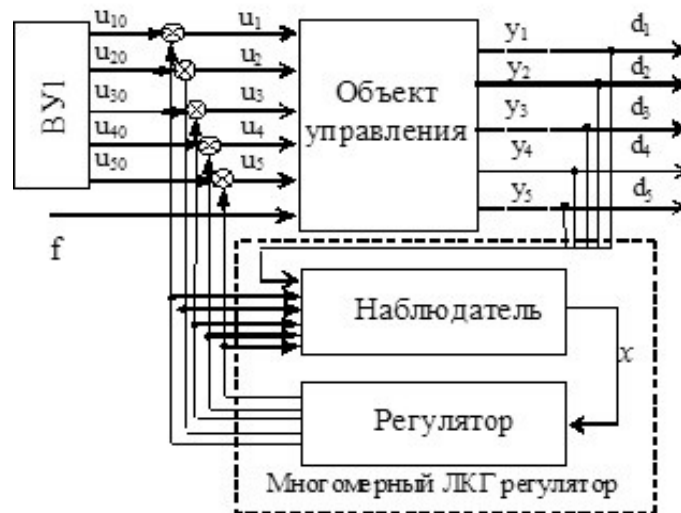 ВУ1
u10
u20
u30
u40
u50
u1
u2
u3
u4
u5
f
Объект
управления
y1
y2
y3
y4
y5
d1
d2
d3
d4
d5
Наблюдатель
x
Регулятор
Многомерный ЛКГ регулятор